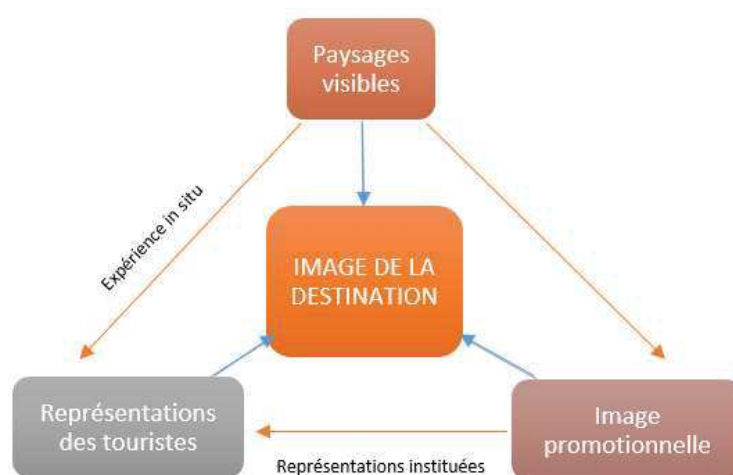 Paysages
visibles
Expérience in situ
IMAGE DE LA
DESTINATION
Représentations
des touristes
Image
promotionnelle
Représentations instituées